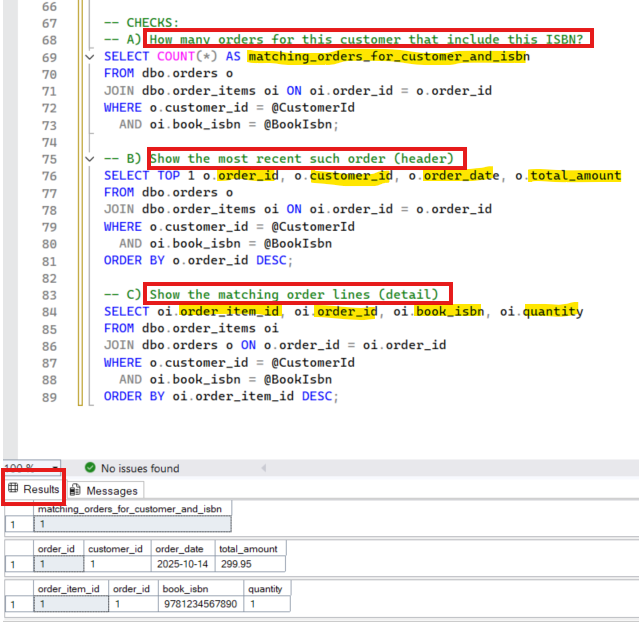 66
67 -- CHECKS:
68 -- A) How many orders for this customer that include this ISBN?
69 SELECT COUNT(*) AS matching_orders_for_customer_and_isbn
70 FROM dbo.orders o
71 JOIN dbo.order_items oi ON oi.order_id = o.order_id
72 WHERE o.customer_id = @CustomerId
73 AND oi.book_isbn = @BookIsbn;
74
75 -- B) Show the most recent such order (header)
76 SELECT TOP 1 o.order_id, o.customer_id, o.order_date, o.total_amount
77 FROM dbo.orders o
78 JOIN dbo.order_items oi ON oi.order_id = o.order_id
79 WHERE o.customer_id = @CustomerId
80 AND oi.book_isbn = @BookIsbn
81 ORDER BY o.order_id DESC;
82
83 -- C) Show the matching order lines (detail)
84 SELECT oi.order_item_id, oi.order_id, oi.book_isbn, oi.quantity
85 FROM dbo.order_items oi
86 JOIN dbo.orders o ON o.order_id = oi.order_id
87 WHERE o.customer_id = @CustomerId
88 AND oi.book_isbn = @BookIsbn
89 ORDER BY oi.order_item_id DESC;
100 % No issues found
Results Messages
matching_orders_for_customer_and_isbn
1 1
order_id customer_id order_date total_amount
1 1 1 2025-10-14 299.95
order_item_id order_id book_isbn quantity
1 1 1 9781234567890 1